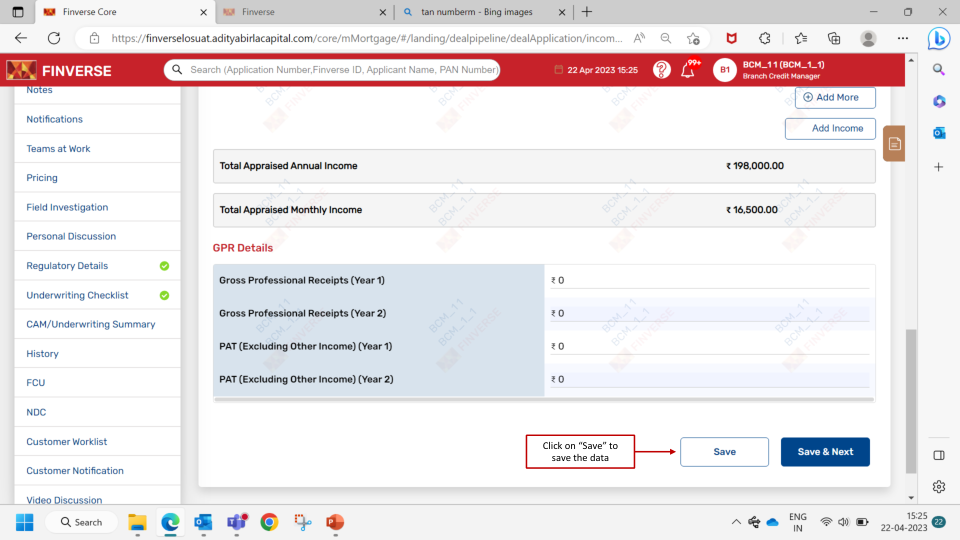 Finverse Core
Finverse
tan numberm - Bing images
https://finverselosuat.adityabirlacapital.com/core/mMortgage/#/landing/dealpipeline/dealApplication/incom...
FINVERSE
Search (Application Number,Finverse ID, Applicant Name, PAN Number)
22 Apr 2023 15:25
99+
B1
BCM_1 1 (BCM_1_1)
Branch Credit Manager
Notes
Notifications
Teams at Work
Pricing
Field Investigation
Personal Discussion
Regulatory Details
Underwriting Checklist
CAM/Underwriting Summary
History
FCU
NDC
Customer Worklist
Customer Notification
Video Discussion
Add More
Add Income
Total Appraised Annual Income ₹ 198,000.00
Total Appraised Monthly Income ₹ 16,500.00
GPR Details
Gross Professional Receipts (Year 1) ₹ 0
Gross Professional Receipts (Year 2) ₹ 0
PAT (Excluding Other Income) (Year 1) ₹ 0
PAT (Excluding Other Income) (Year 2) ₹ 0
Click on “Save” to
save the data
Save
Save & Next
Search
ENG
IN
15:25
22-04-2023
22